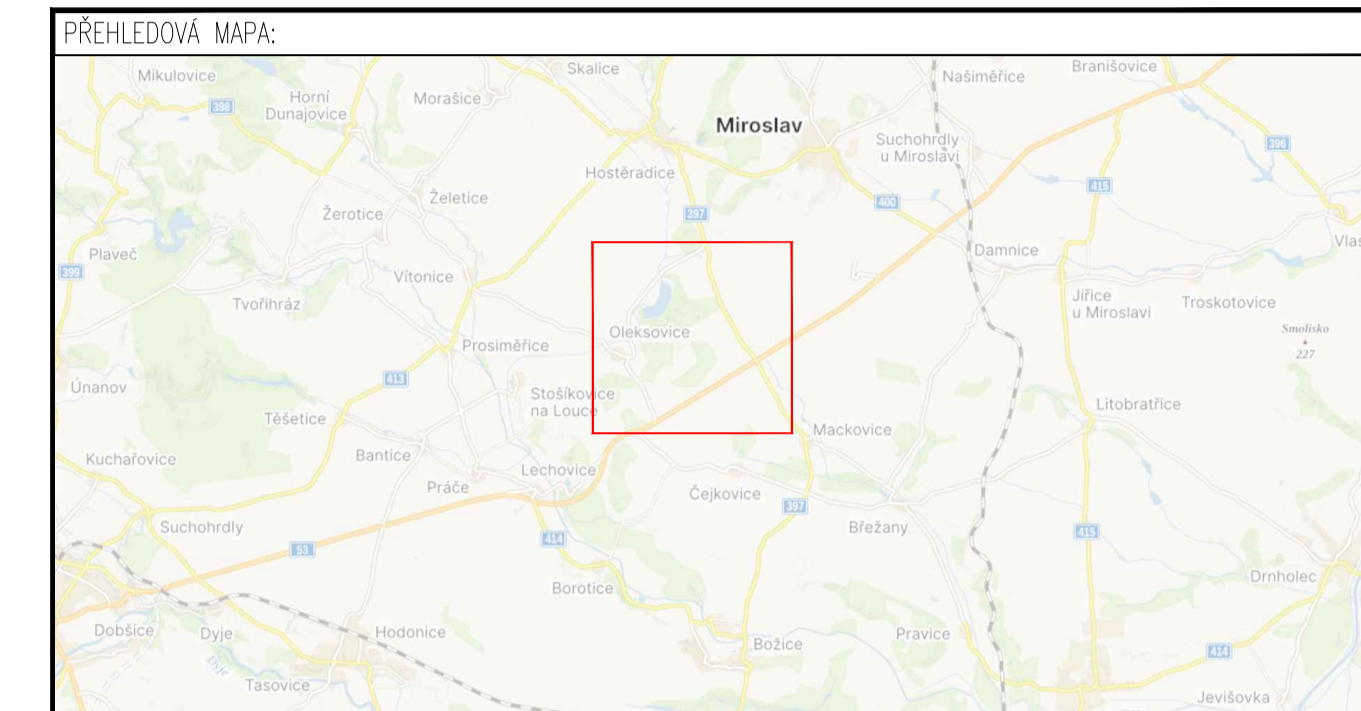 PŘEHLEDOVÁ MAPA:
Mikulovice
Skalice
Našiměřice
Branišovice
Horní
Dunajovice
398
Morašice
Miroslav
Suchohrdly
u Miroslavi
396
Hostěradice
415
Želetice
400
Žerotice
397
Plaveč
399
Vlas
Damnice
Vítonice
Tvořihráz
Jiřice
u Miroslavi
Troskotovice
Oleksovice
Smolisko
227
Prosiměřice
Únanov
413
Stošíkovice
na Louce
Litobratřice
Těšetice
Mackovice
Kuchařovice
Bantice
Lechovice
Práče
Čejkovice
397
Suchohrdly
Břežany
415
53
414
Borotice
Drnholec
Dobšice
Dyje
Hodonice
Božice
Pravice
414
Dyje
Tasovice
Jevišovka